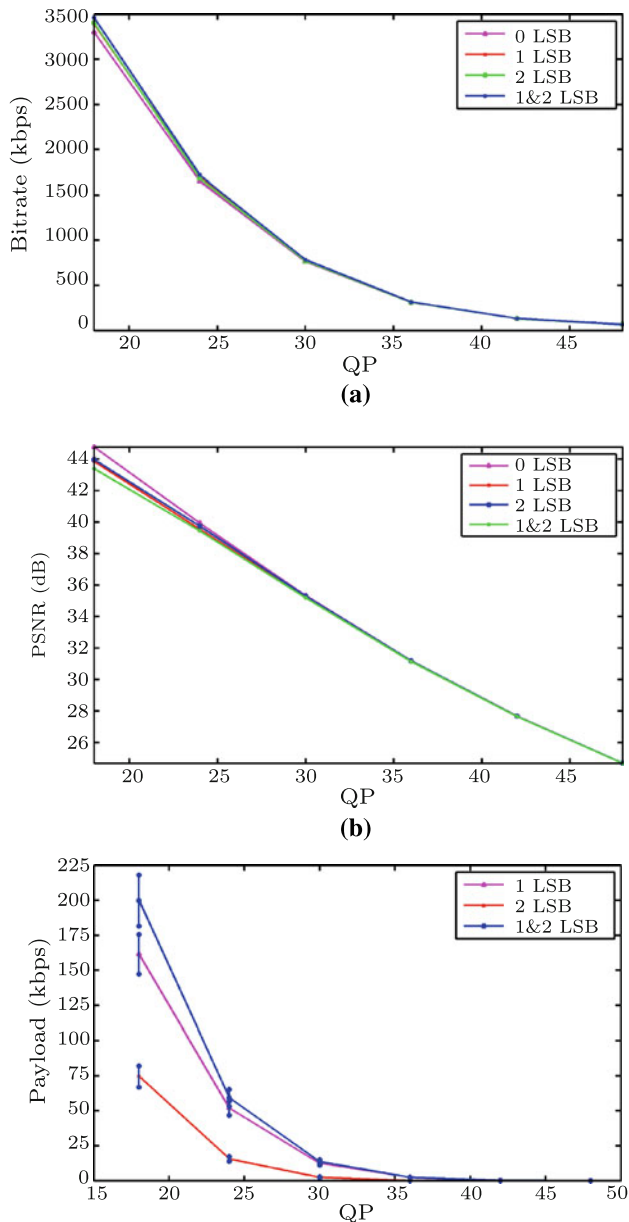 3500
3000
2500
2000
1500
1000
500
0
Bitrate (kbps)
0 LSB
1 LSB
2 LSB
1&2 LSB
20 25 30 35 40 45
QP
(a)
44
42
40
38
36
34
32
30
28
26
PSNR (dB)
0 LSB
1 LSB
2 LSB
1&2 LSB
20 25 30 35 40 45
QP
(b)
225
200
175
150
125
100
75
50
25
0
Payload (kbps)
1 LSB
2 LSB
1&2 LSB
15 20 25 30 35 40 45 50
QP